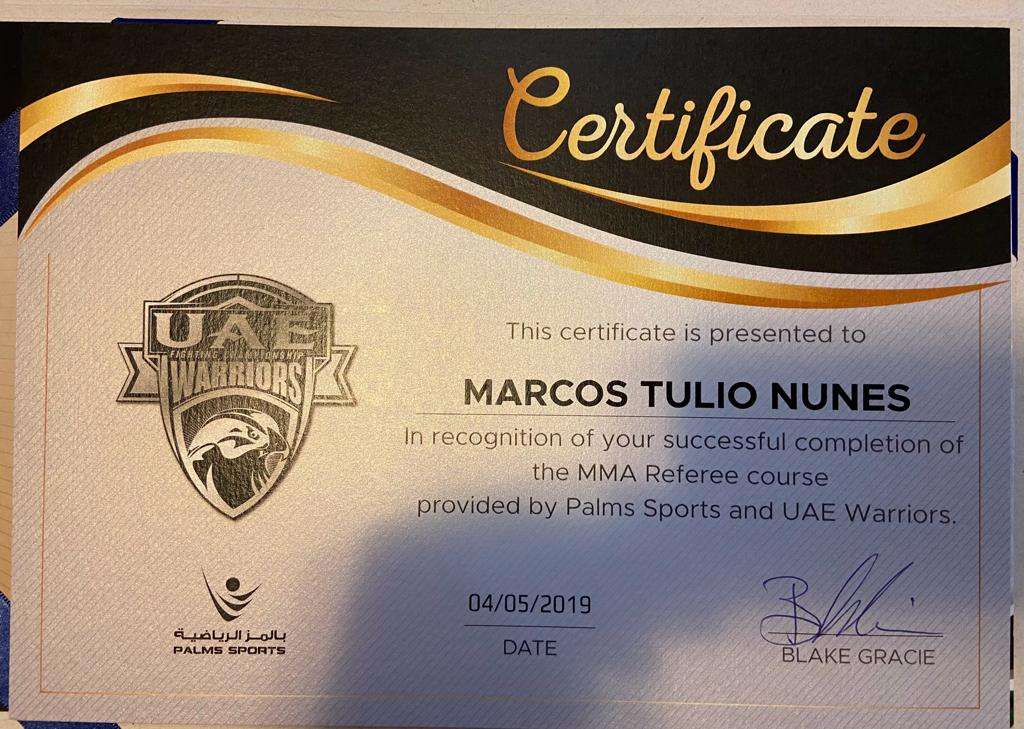 Certificate
UAE
FIGHTING CHAMPIONSHIP
WARRIORS
This certificate is presented to
MARCOS TULIO NUNES
In recognition of your successful completion of
the MMA Referee course
provided by Palms Sports and UAE Warriors.
بالمز الرياضية
PALMS SPORTS
04/05/2019
DATE
BLAKE GRACIE